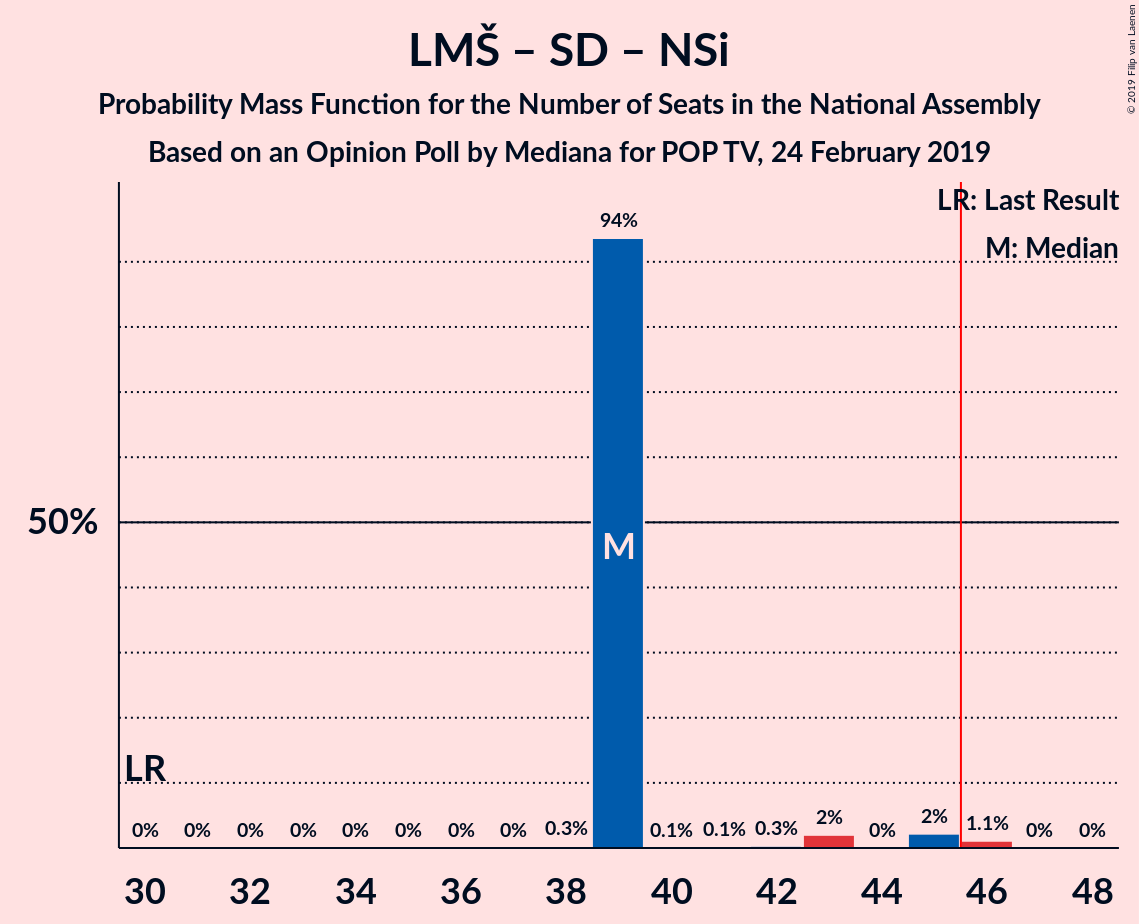 LMŠ – SD – NSi
Probability Mass Function for the Number of Seats in the National Assembly
Based on an Opinion Poll by Mediana for POP TV, 24 February 2019
© 2019 Filip van Laenen
LR: Last Result
M: Median
94%
50%
M
LR
0% 0% 0% 0% 0% 0% 0% 0% 0.3% 0.1% 0.1% 0.3% 2% 0% 2% 1.1% 0% 0%
30 32 34 36 38 40 42 44 46 48